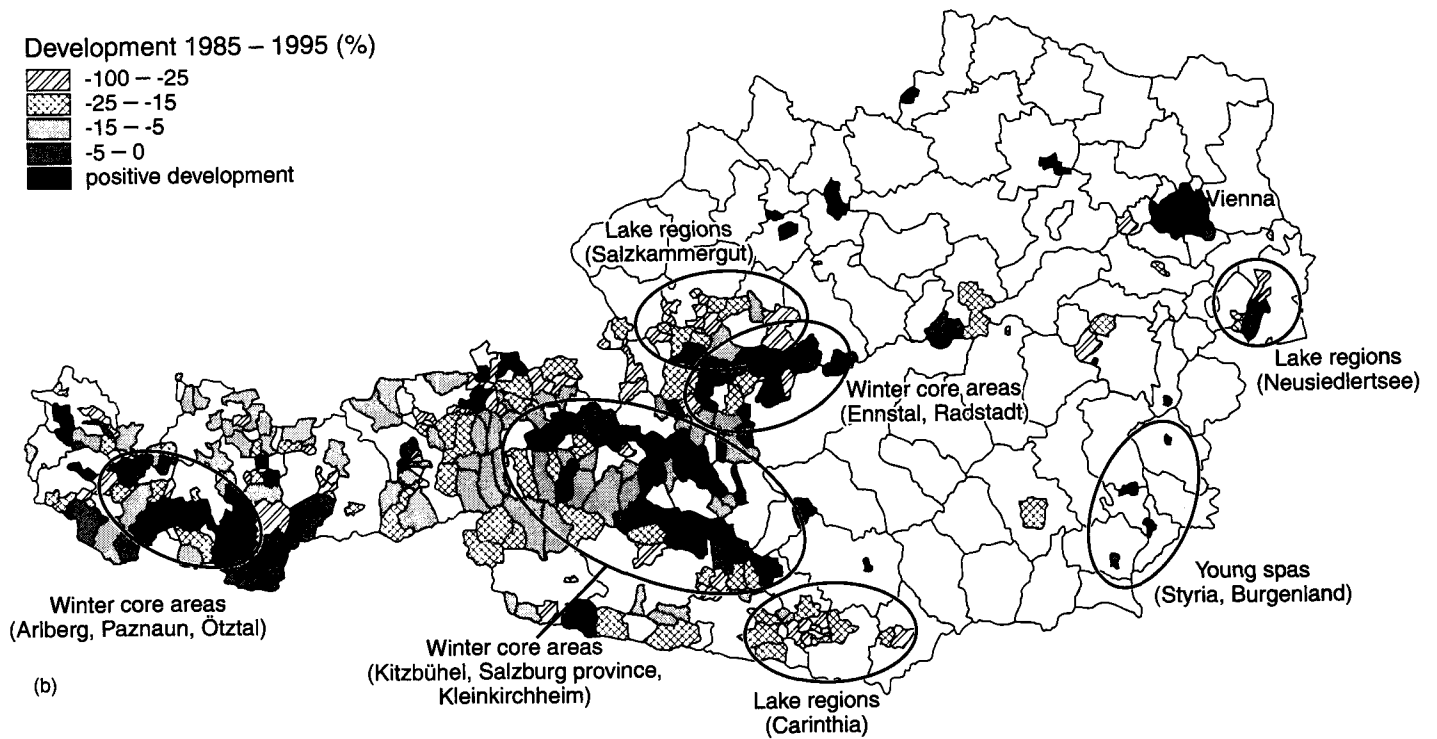 Development 1985 – 1995 (%)
-100 – -25
-25 – -15
-15 – -5
-5 – 0
positive development
Vienna
Lake regions
(Salzkammergut)
Lake regions
(Neusiedlertsee)
Winter core areas
(Ennstal, Radstadt)
Young spas
(Styria, Burgenland)
Winter core areas
(Arlberg, Paznaun, Ötztal)
Winter core areas
(Kitzbühel, Salzburg province,
Kleinkirchheim)
Lake regions
(Carinthia)
(b)